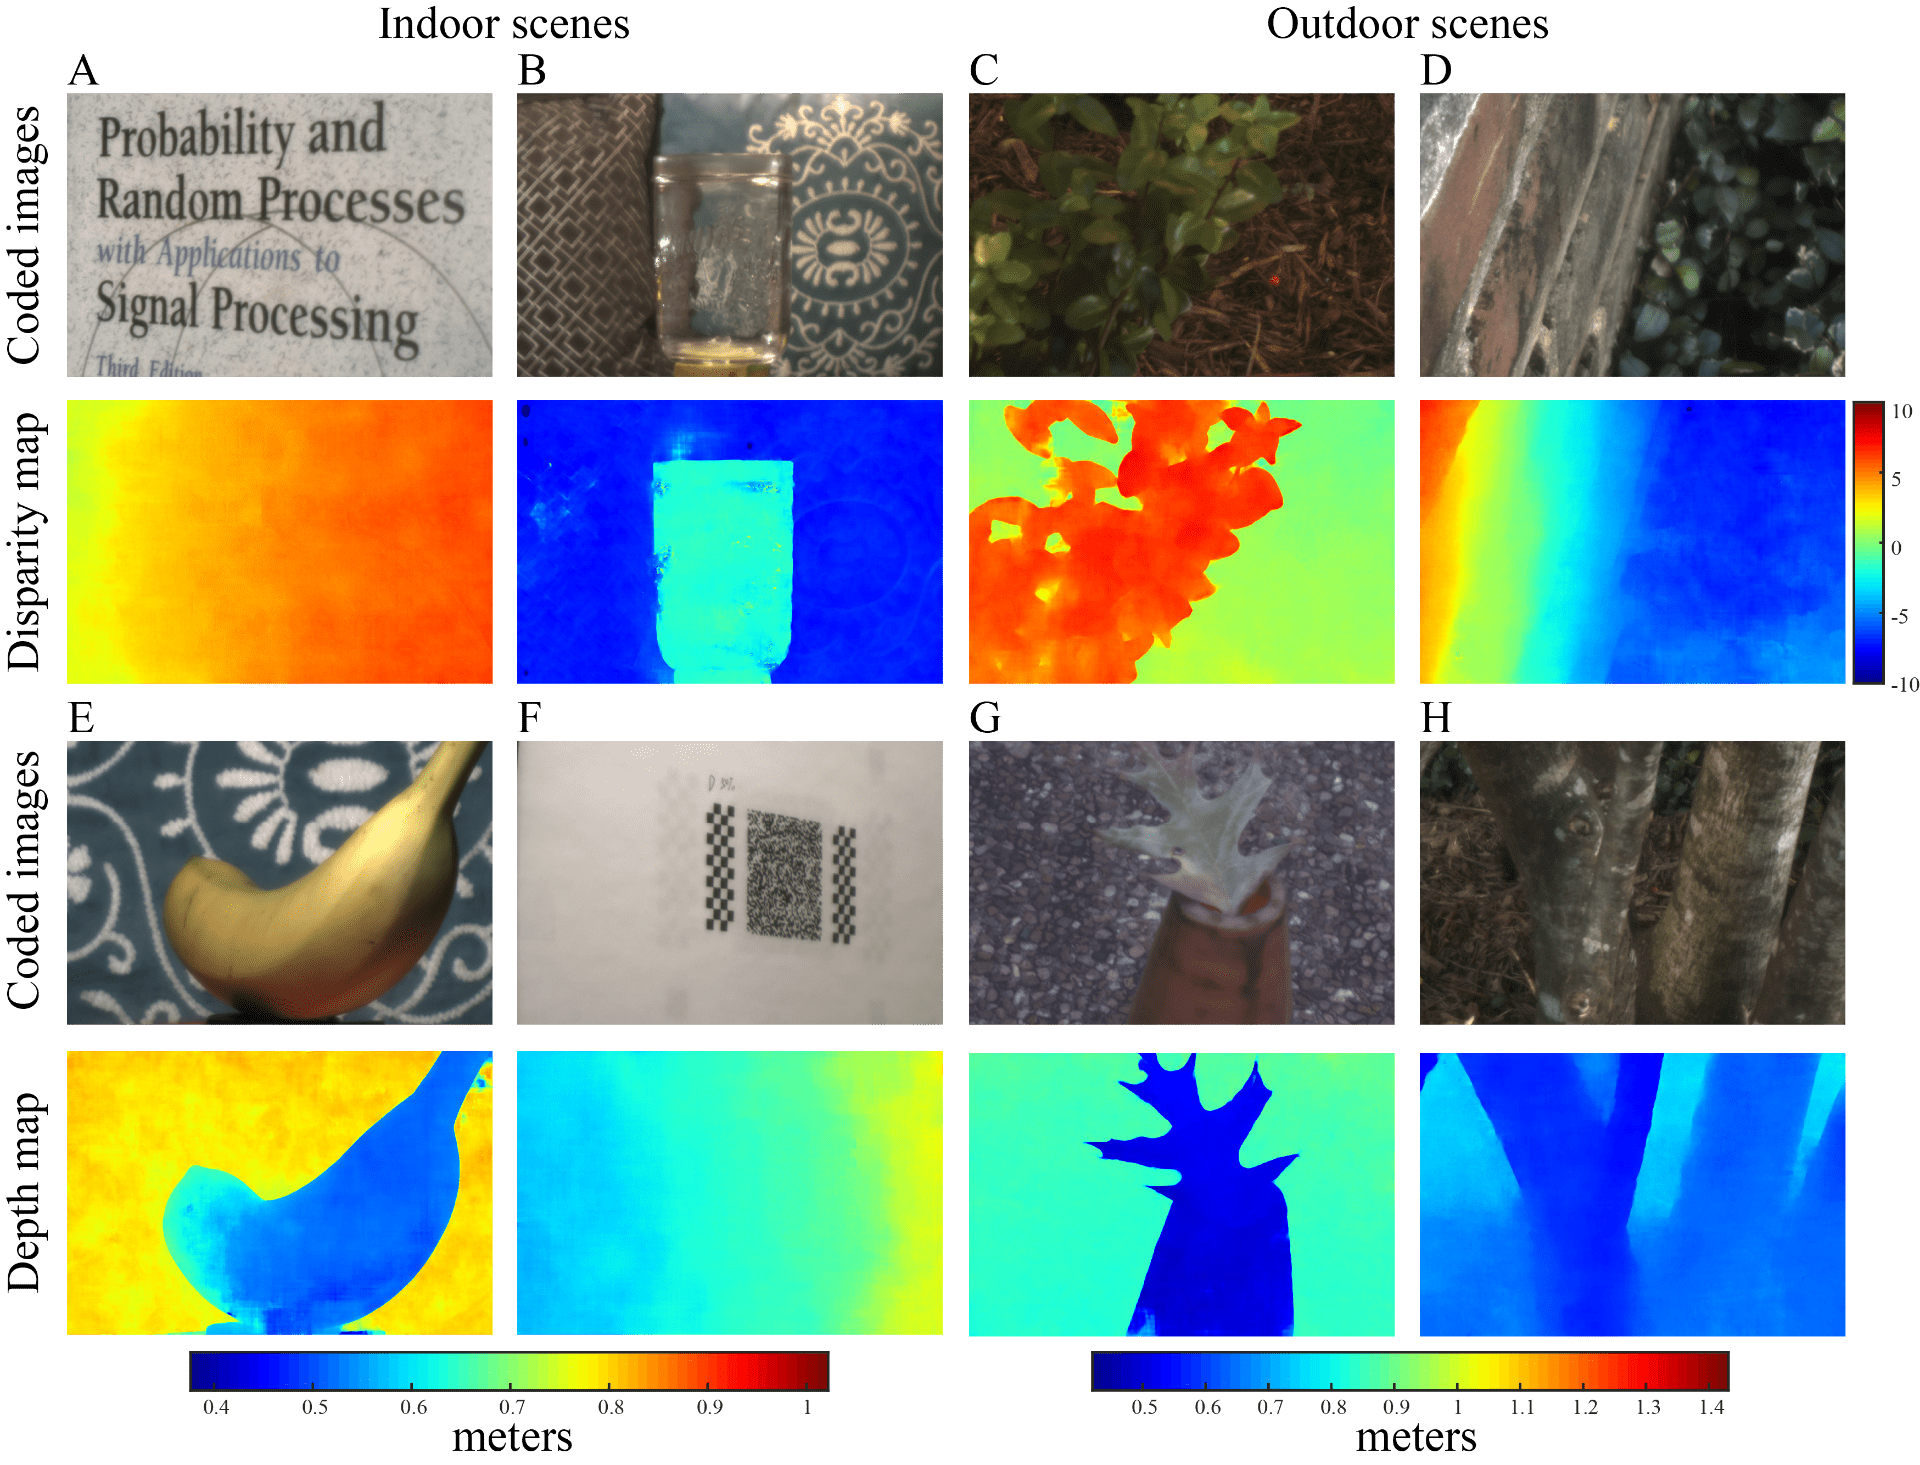 Indoor scenes
Outdoor scenes
A
B
C
D
Coded images
Probability and
Random Processes
with Applications to
Signal Processing
Third Edition
Disparity map
10
5
0
-5
-10
E
F
G
H
Coded images
D
Depth map
0.4 0.5 0.6 0.7 0.8 0.9 1
meters
0.5 0.6 0.7 0.8 0.9 1 1.1 1.2 1.3 1.4
meters